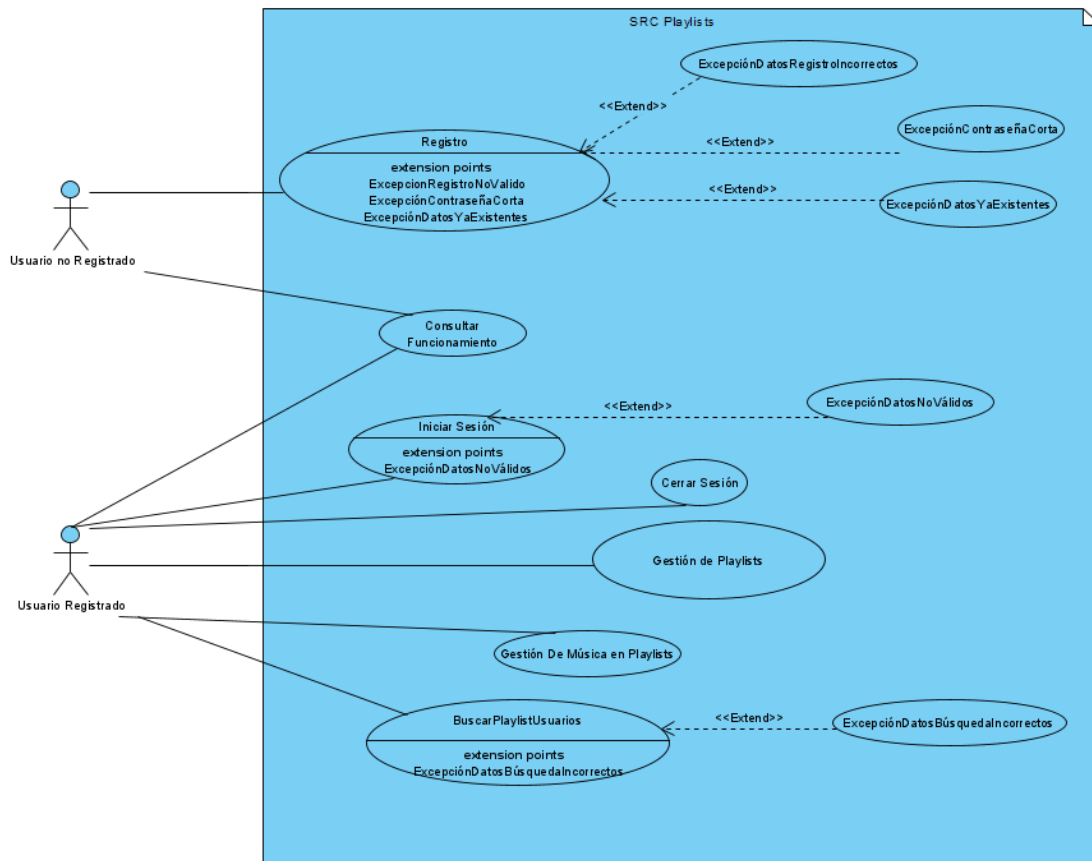 SRC Playlists
ExcepciónDatosRegistroIncorrectos
<<Extend>>
ExcepciónContraseñaCorta
<<Extend>>
Registro
extension points
ExcepcionRegistroNoValido
ExcepciónContraseñaCorta
ExcepciónDatosYaExistentes
<<Extend>>
ExcepciónDatosYaExistentes
Usuario no Registrado
Consultar
Funcionamiento
ExcepciónDatosNoVálidos
<<Extend>>
Iniciar Sesión
extension points
ExcepciónDatosNoVálidos
Cerrar Sesión
Gestión de Playlists
Usuario Registrado
Gestión De Música en Playlists
BuscarPlaylistUsuarios
extension points
ExcepciónDatosBúsquedaIncorrectos
<<Extend>>
ExcepciónDatosBúsquedaIncorrectos